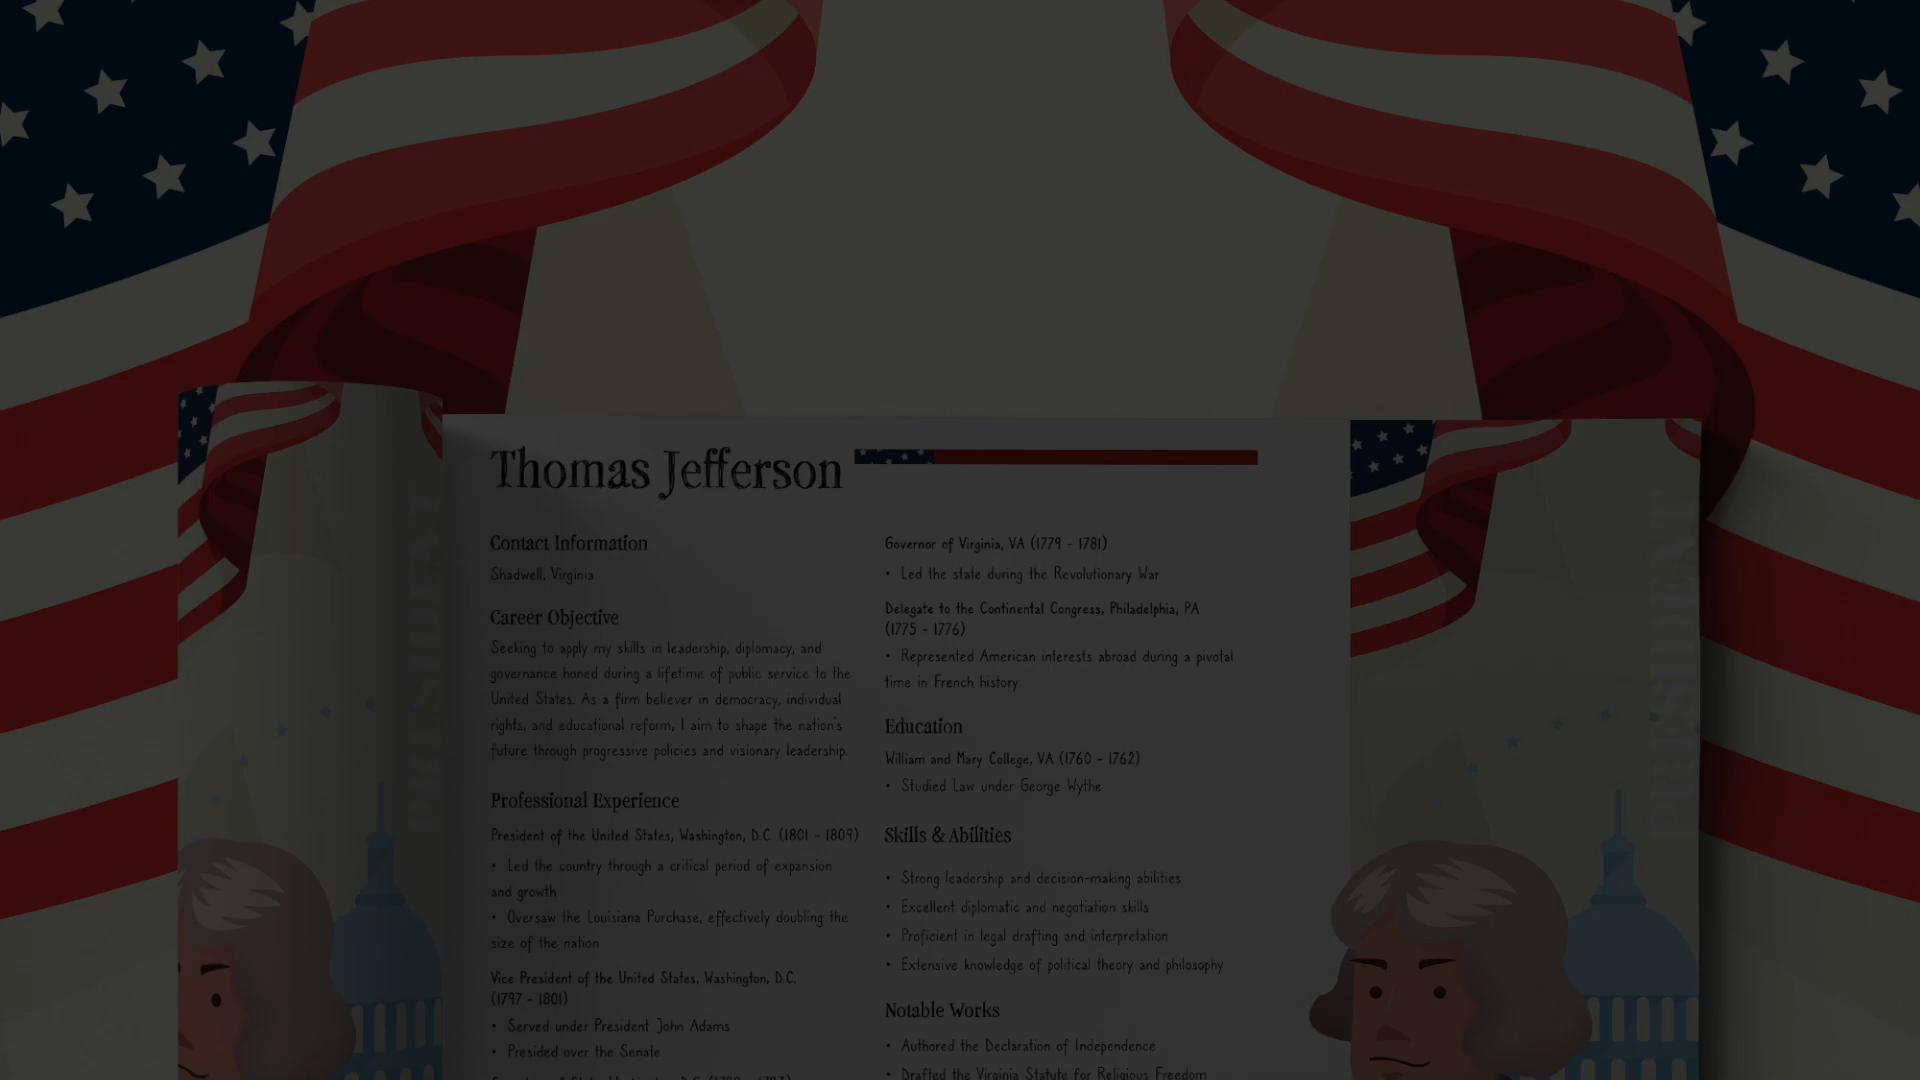 Thomas Jefferson
Contact Information
Shadwell, Virginia
Career Objective
Seeking to apply my skills in leadership, diplomacy, and
governance honed during a lifetime of public service to the
United States. As a firm believer in democracy, individual
rights, and educational reform, I aim to shape the nation's
future through progressive policies and visionary leadership.
Professional Experience
President of the United States, Washington, D.C. (1801 - 1809)
• Led the country through a critical period of expansion
and growth
• Oversaw the Louisiana Purchase, effectively doubling the
size of the nation
Vice President of the United States, Washington, D.C.
(1797 - 1801)
• Served under President John Adams
• Presided over the Senate
Governor of Virginia, VA (1779 - 1781)
• Led the state during the Revolutionary War
Delegate to the Continental Congress, Philadelphia, PA
(1775 - 1776)
• Represented American interests abroad during a pivotal
time in French history
Education
William and Mary College, VA (1760 - 1762)
• Studied Law under George Wythe
Skills & Abilities
• Strong leadership and decision-making abilities
• Excellent diplomatic and negotiation skills
• Proficient in legal drafting and interpretation
• Extensive knowledge of political theory and philosophy
Notable Works
• Authored the Declaration of Independence
• Drafted the Virginia Statute for Religious Freedom
PRESIDENT
PRESIDENT